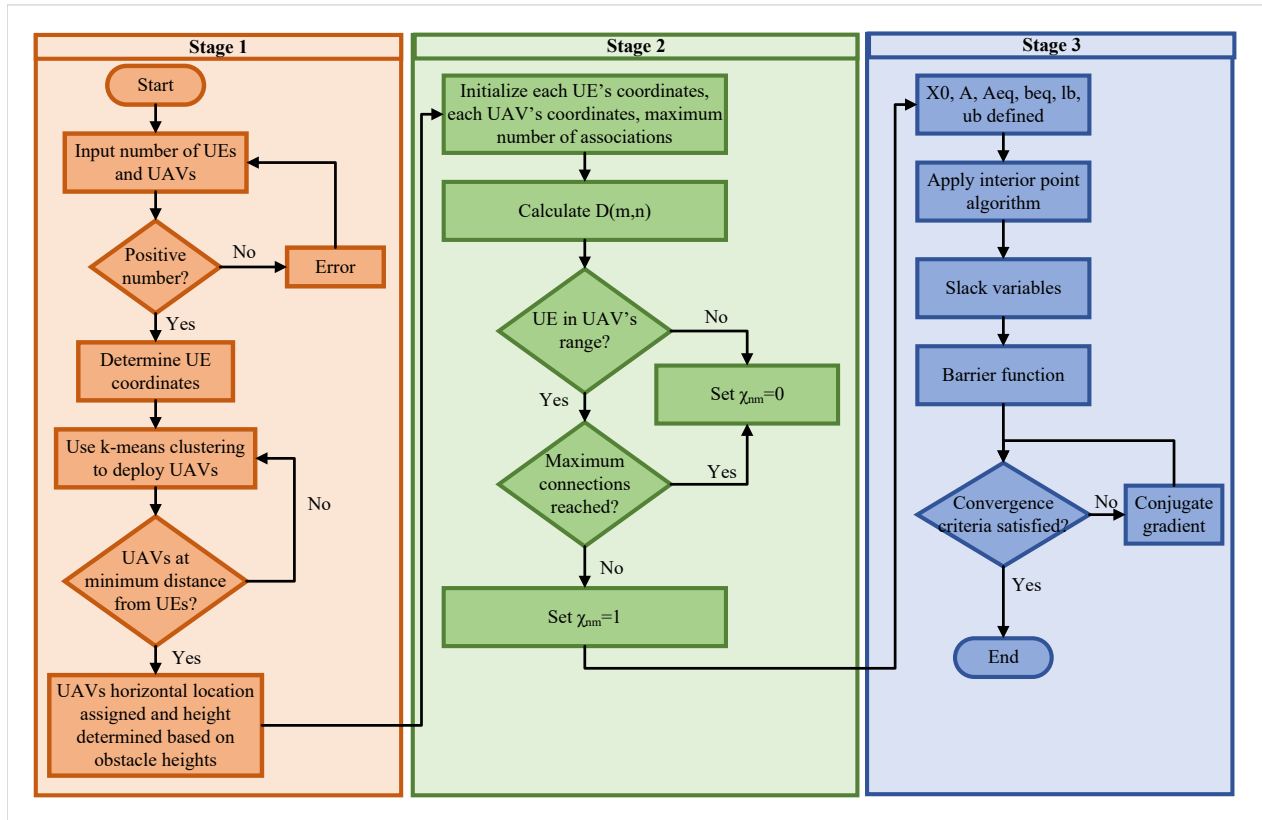 Stage 1
Start
Input number of UEs
and UAVs
Positive
number?
No
Error
Yes
Determine UE
coordinates
Use k-means clustering
to deploy UAVs
No
UAVs at
minimum distance
from UEs?
Yes
UAVs horizontal location
assigned and height
determined based on
obstacle heights
Stage 2
Initialize each UE's coordinates,
each UAV's coordinates, maximum
number of associations
Calculate D(m,n)
UE in UAV's
range?
No
Set χnm=0
Yes
Maximum
connections
reached?
Yes
No
Set χnm=1
Stage 3
X0, A, Aeq, beq, lb,
ub defined
Apply interior point
algorithm
Slack variables
Barrier function
Convergence
criteria satisfied?
No
Conjugate
gradient
Yes
End